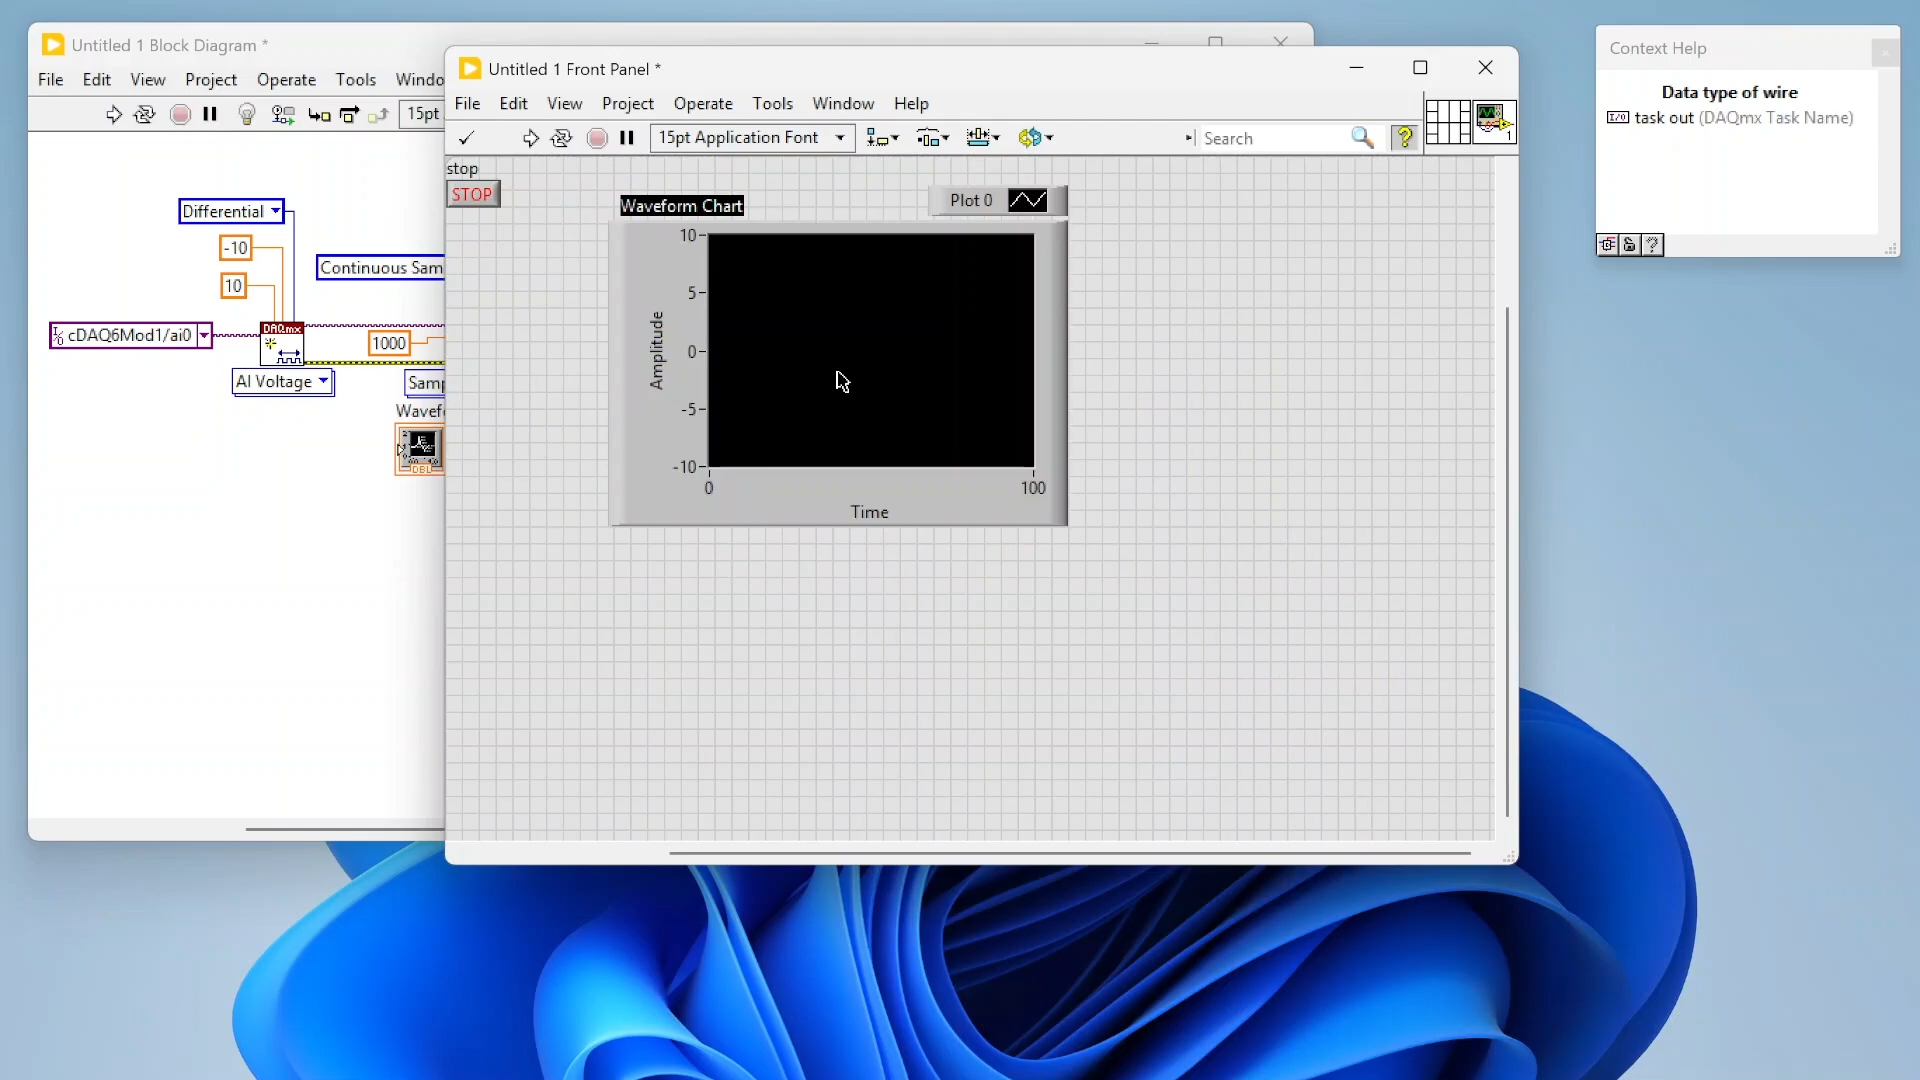 Untitled 1 Block Diagram *
File Edit View Project Operate Tools Windo
15pt
Differential
-10
10
Continuous Sam
cDAQ6Mod1/ai0
DAQmx
1000
AI Voltage
Samp
Wavef
DBL
Untitled 1 Front Panel *
File Edit View Project Operate Tools Window Help
15pt Application Font
Search
?
1
stop
STOP
Waveform Chart
Plot 0
10
5
0
-5
-10
Amplitude
0
100
Time
Context Help
Data type of wire
I/O task out (DAQmx Task Name)
?